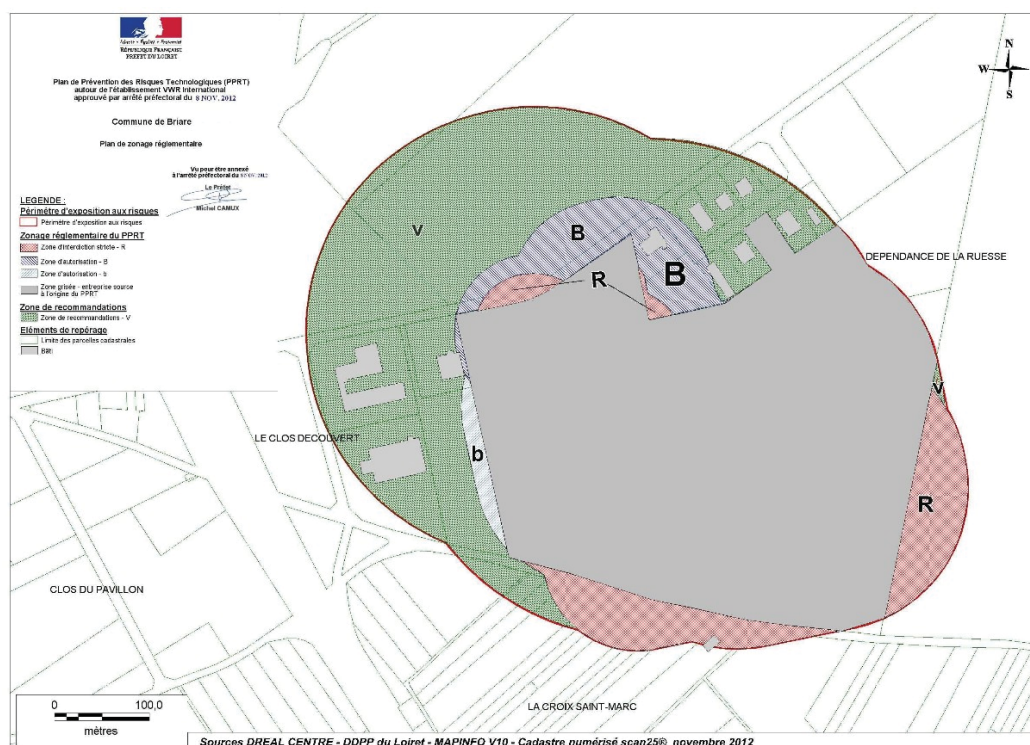 Liberté • Égalité • Fraternité
RÉPUBLIQUE FRANÇAISE
PRÉFET DU LOIRET
Plan de Prévention des Risques Technologiques (PPRT)
autour de l'établissement VWR International
approuvé par arrêté préfectoral du 8 NOV. 2012
Commune de Briare
Plan de zonage réglementaire
Vu pour être annexé
à l'arrêté préfectoral du 8 NOV. 2012
Le Préfet
Michel CAMUX
LEGENDE :
Périmètre d'exposition aux risques
Périmètre d'exposition aux risques
Zonage réglementaire du PPRT
Zone d'interdiction stricte - R
Zone d'autorisation - B
Zone d'autorisation - b
Zone grisée - entreprise source
à l'origine du PPRT
Zone de recommandations
Zone de recommandations - V
Eléments de repérage
Limite des parcelles cadastrales
Bâti
N
W
S
V
B
B
R
DEPENDANCE DE LA RUESSE
V
LE CLOS DECOUVERT
b
R
CLOS DU PAVILLON
LA CROIX SAINT-MARC
0 100,0
mètres
Sources DREAL CENTRE - DDPP du Loiret - MAPINFO V10 - Cadastre numérisé scan25® novembre 2012